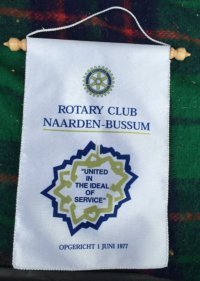 ROTARY CLUB
NAARDEN-BUSSUM
"UNITED
IN
THE IDEAL
OF
SERVICE"
OPGERICHT 1 JUNI 1977